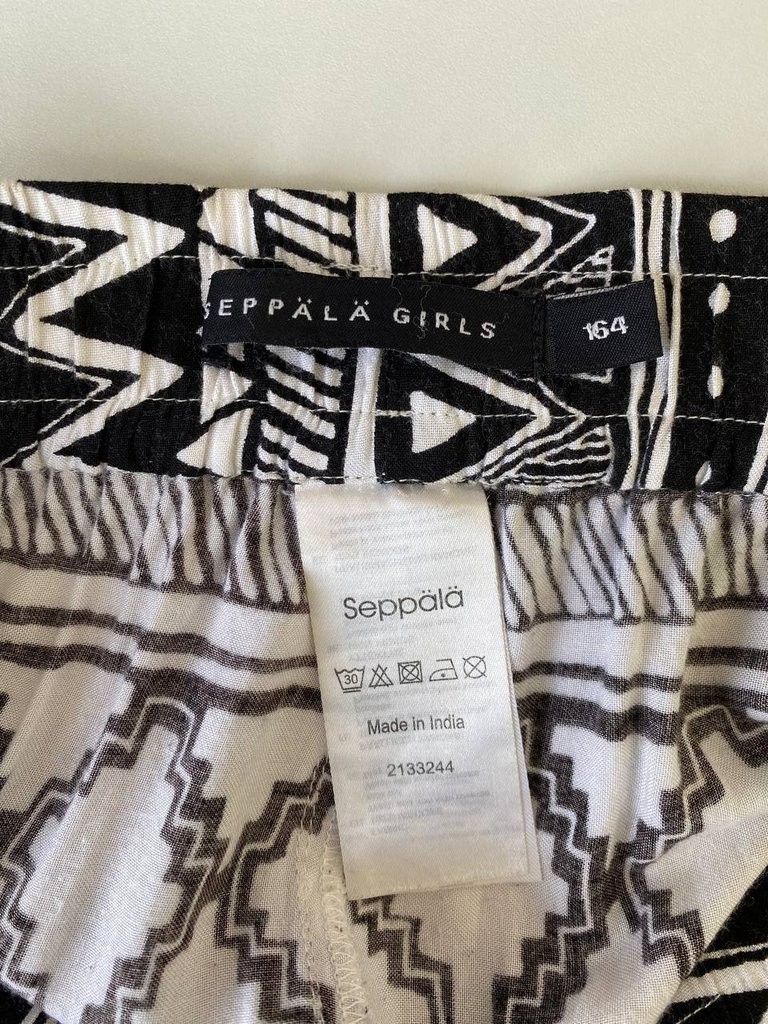 SEPPÄLÄ GIRLS
164
Seppälä
30
Made in India
2133244